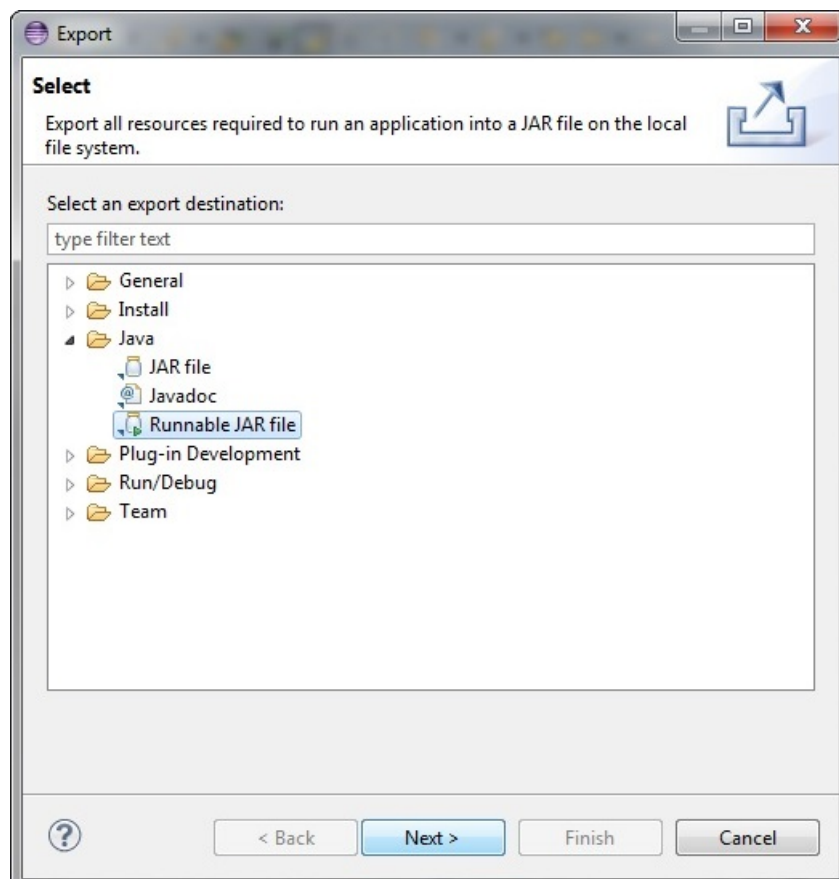 Export
Select
Export all resources required to run an application into a JAR file on the local
file system.
Select an export destination:
type filter text
General
Install
Java
JAR file
@ Javadoc
Runnable JAR file
Plug-in Development
Run/Debug
Team
? < Back Next > Finish Cancel